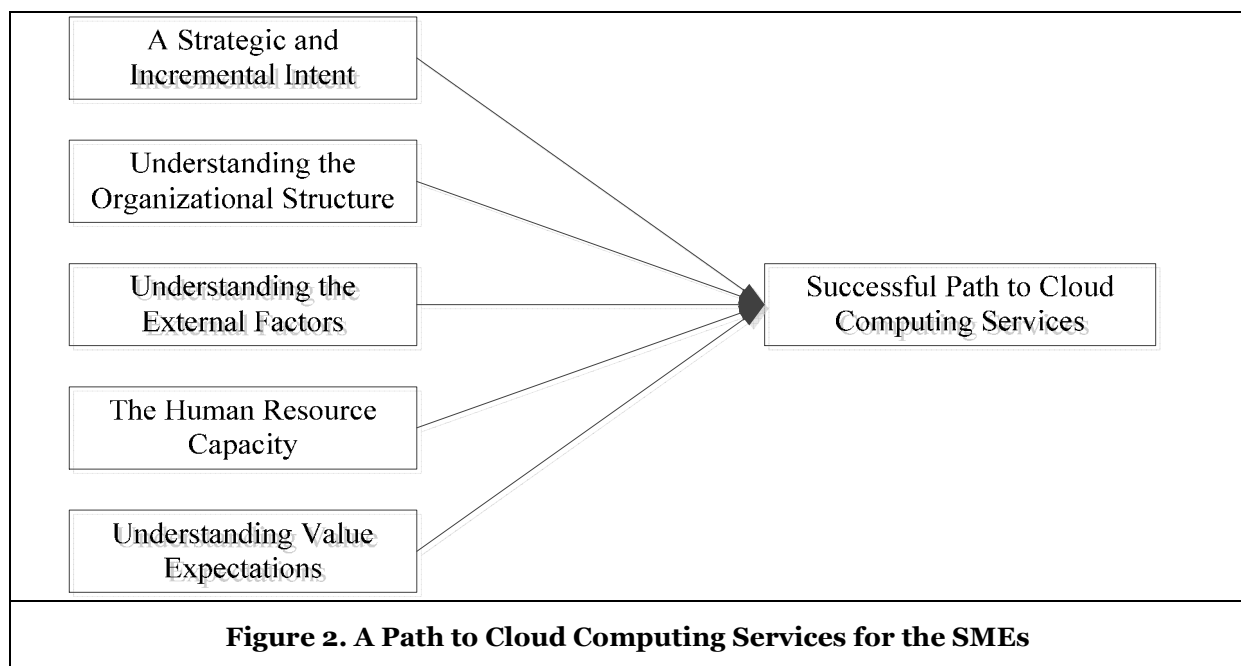 A Strategic and
Incremental Intent
Understanding the
Organizational Structure
Understanding the
External Factors
The Human Resource
Capacity
Understanding Value
Expectations
Successful Path to Cloud
Computing Services
Figure 2. A Path to Cloud Computing Services for the SMEs